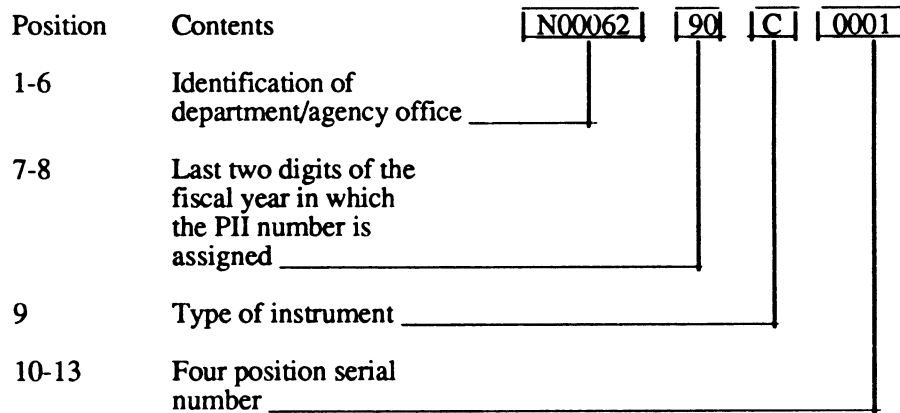 Position Contents N00062 90 C 0001
1-6 Identification of
department/agency office
7-8 Last two digits of the
fiscal year in which
the PII number is
assigned
9 Type of instrument
10-13 Four position serial
number